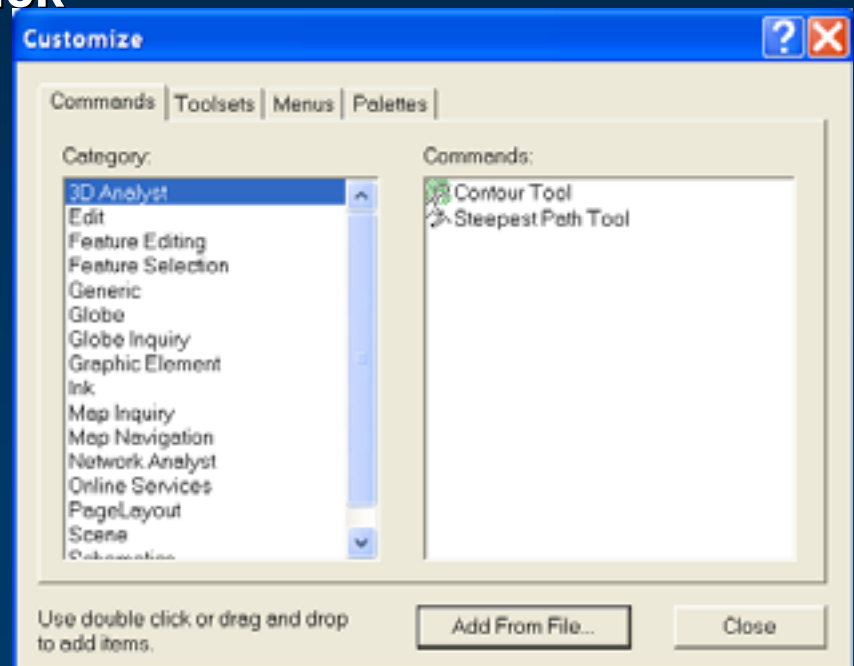 Customize
Commands Toolsets Menus Palettes
Category:
Commands:
3D Analyst
Edit
Feature Editing
Feature Selection
Generic
Globe
Globe Inquiry
Graphic Element
Ink
Map Inquiry
Map Navigation
Network Analyst
Online Services
PageLayout
Scene
Schematics
Contour Tool
Steepest Path Tool
Use double click or drag and drop
to add items.
Add From File...
Close